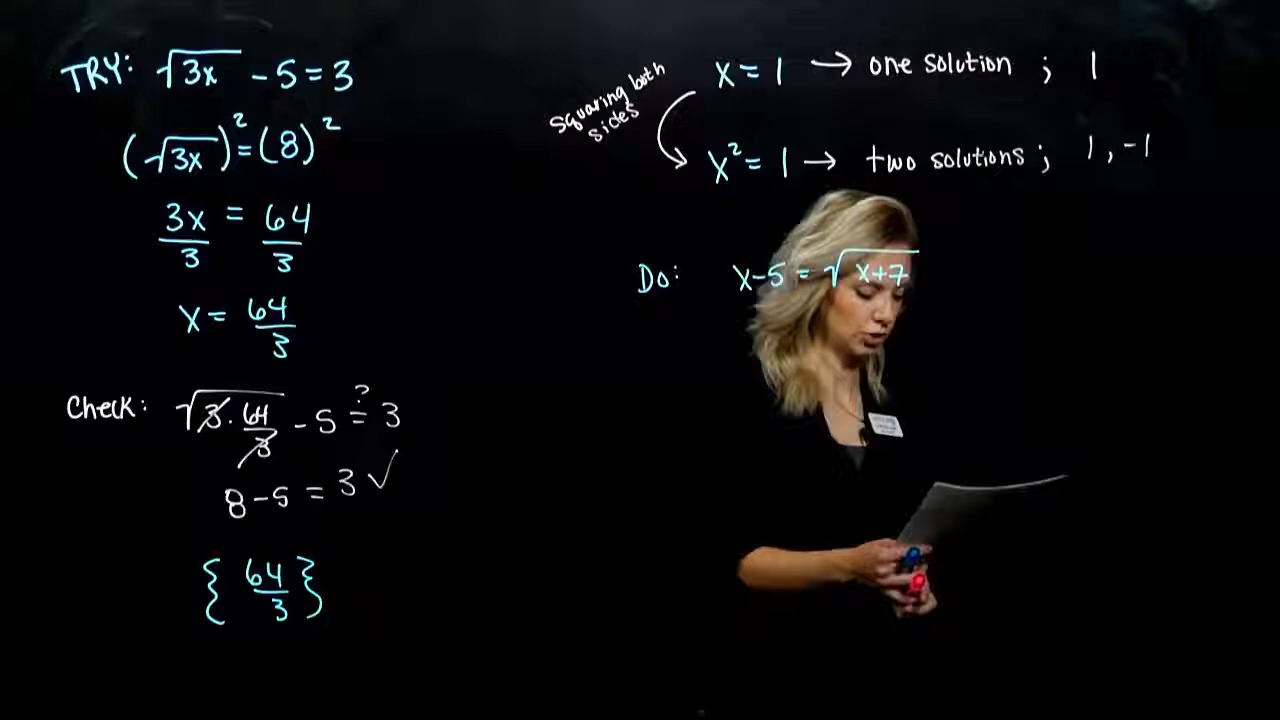 TRY: √3x - 5 = 3
(√3x)² = (8)²
3x/3 = 64/3
x = 64/3
Check: √3·64/3 - 5 ≟ 3
8 - 5 = 3 ✓
{64/3}
squaring both sides
x = 1 → one solution ; 1
x² = 1 → two solutions ; 1, -1
Do: x-5 = √x+7